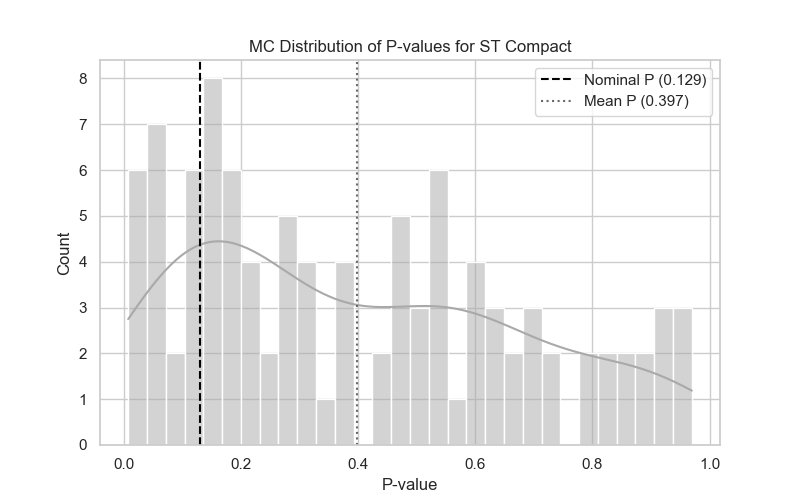 MC Distribution of P-values for ST Compact
Nominal P (0.129)
Mean P (0.397)
Count
8
7
6
5
4
3
2
1
0
0.0 0.2 0.4 0.6 0.8 1.0
P-value